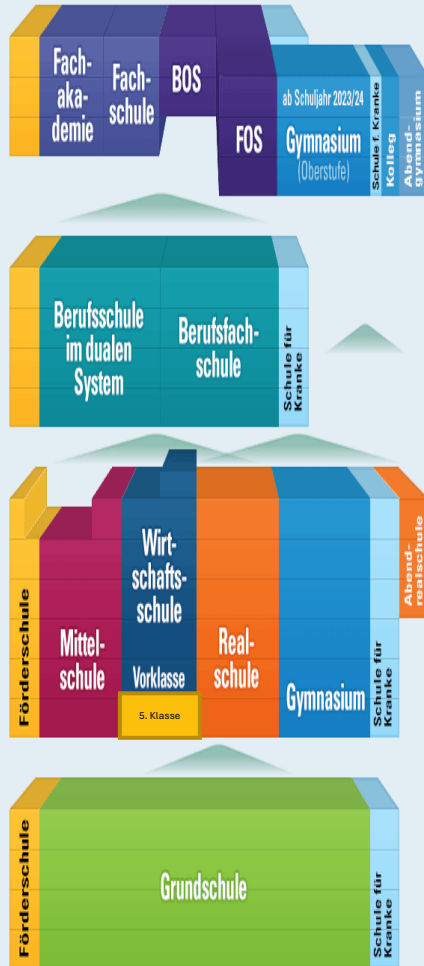 Fach-
aka-
demie
Fach-
schule
BOS
FOS
ab Schuljahr 2023/24
Gymnasium
(Oberstufe)
Schule f. Kranke
Kolleg
Abend-
gymnasium
Berufsschule
im dualen
System
Berufsfach-
schule
Schule für
Kranke
Förderschule
Mittel-
schule
Wirt-
schafts-
schule
Vorklasse
5. Klasse
Real-
schule
Gymnasium
Schule für
Kranke
Abend-
realschule
Förderschule
Grundschule
Schule für
Kranke